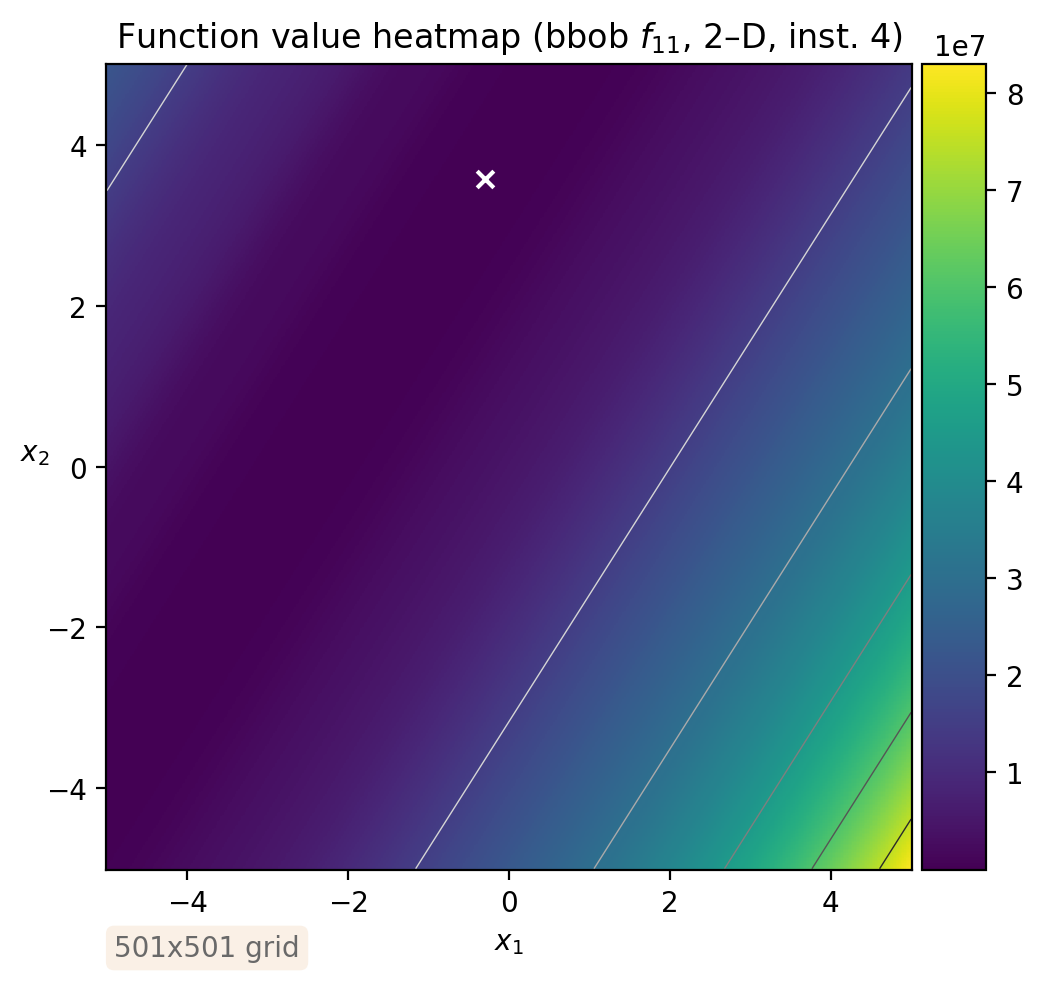 Function value heatmap (bbob f₁₁, 2–D, inst. 4)
1e7
8
7
6
5
4
3
2
1
4
2
0
−2
−4
x₂
−4 −2 0 2 4
x₁
501x501 grid